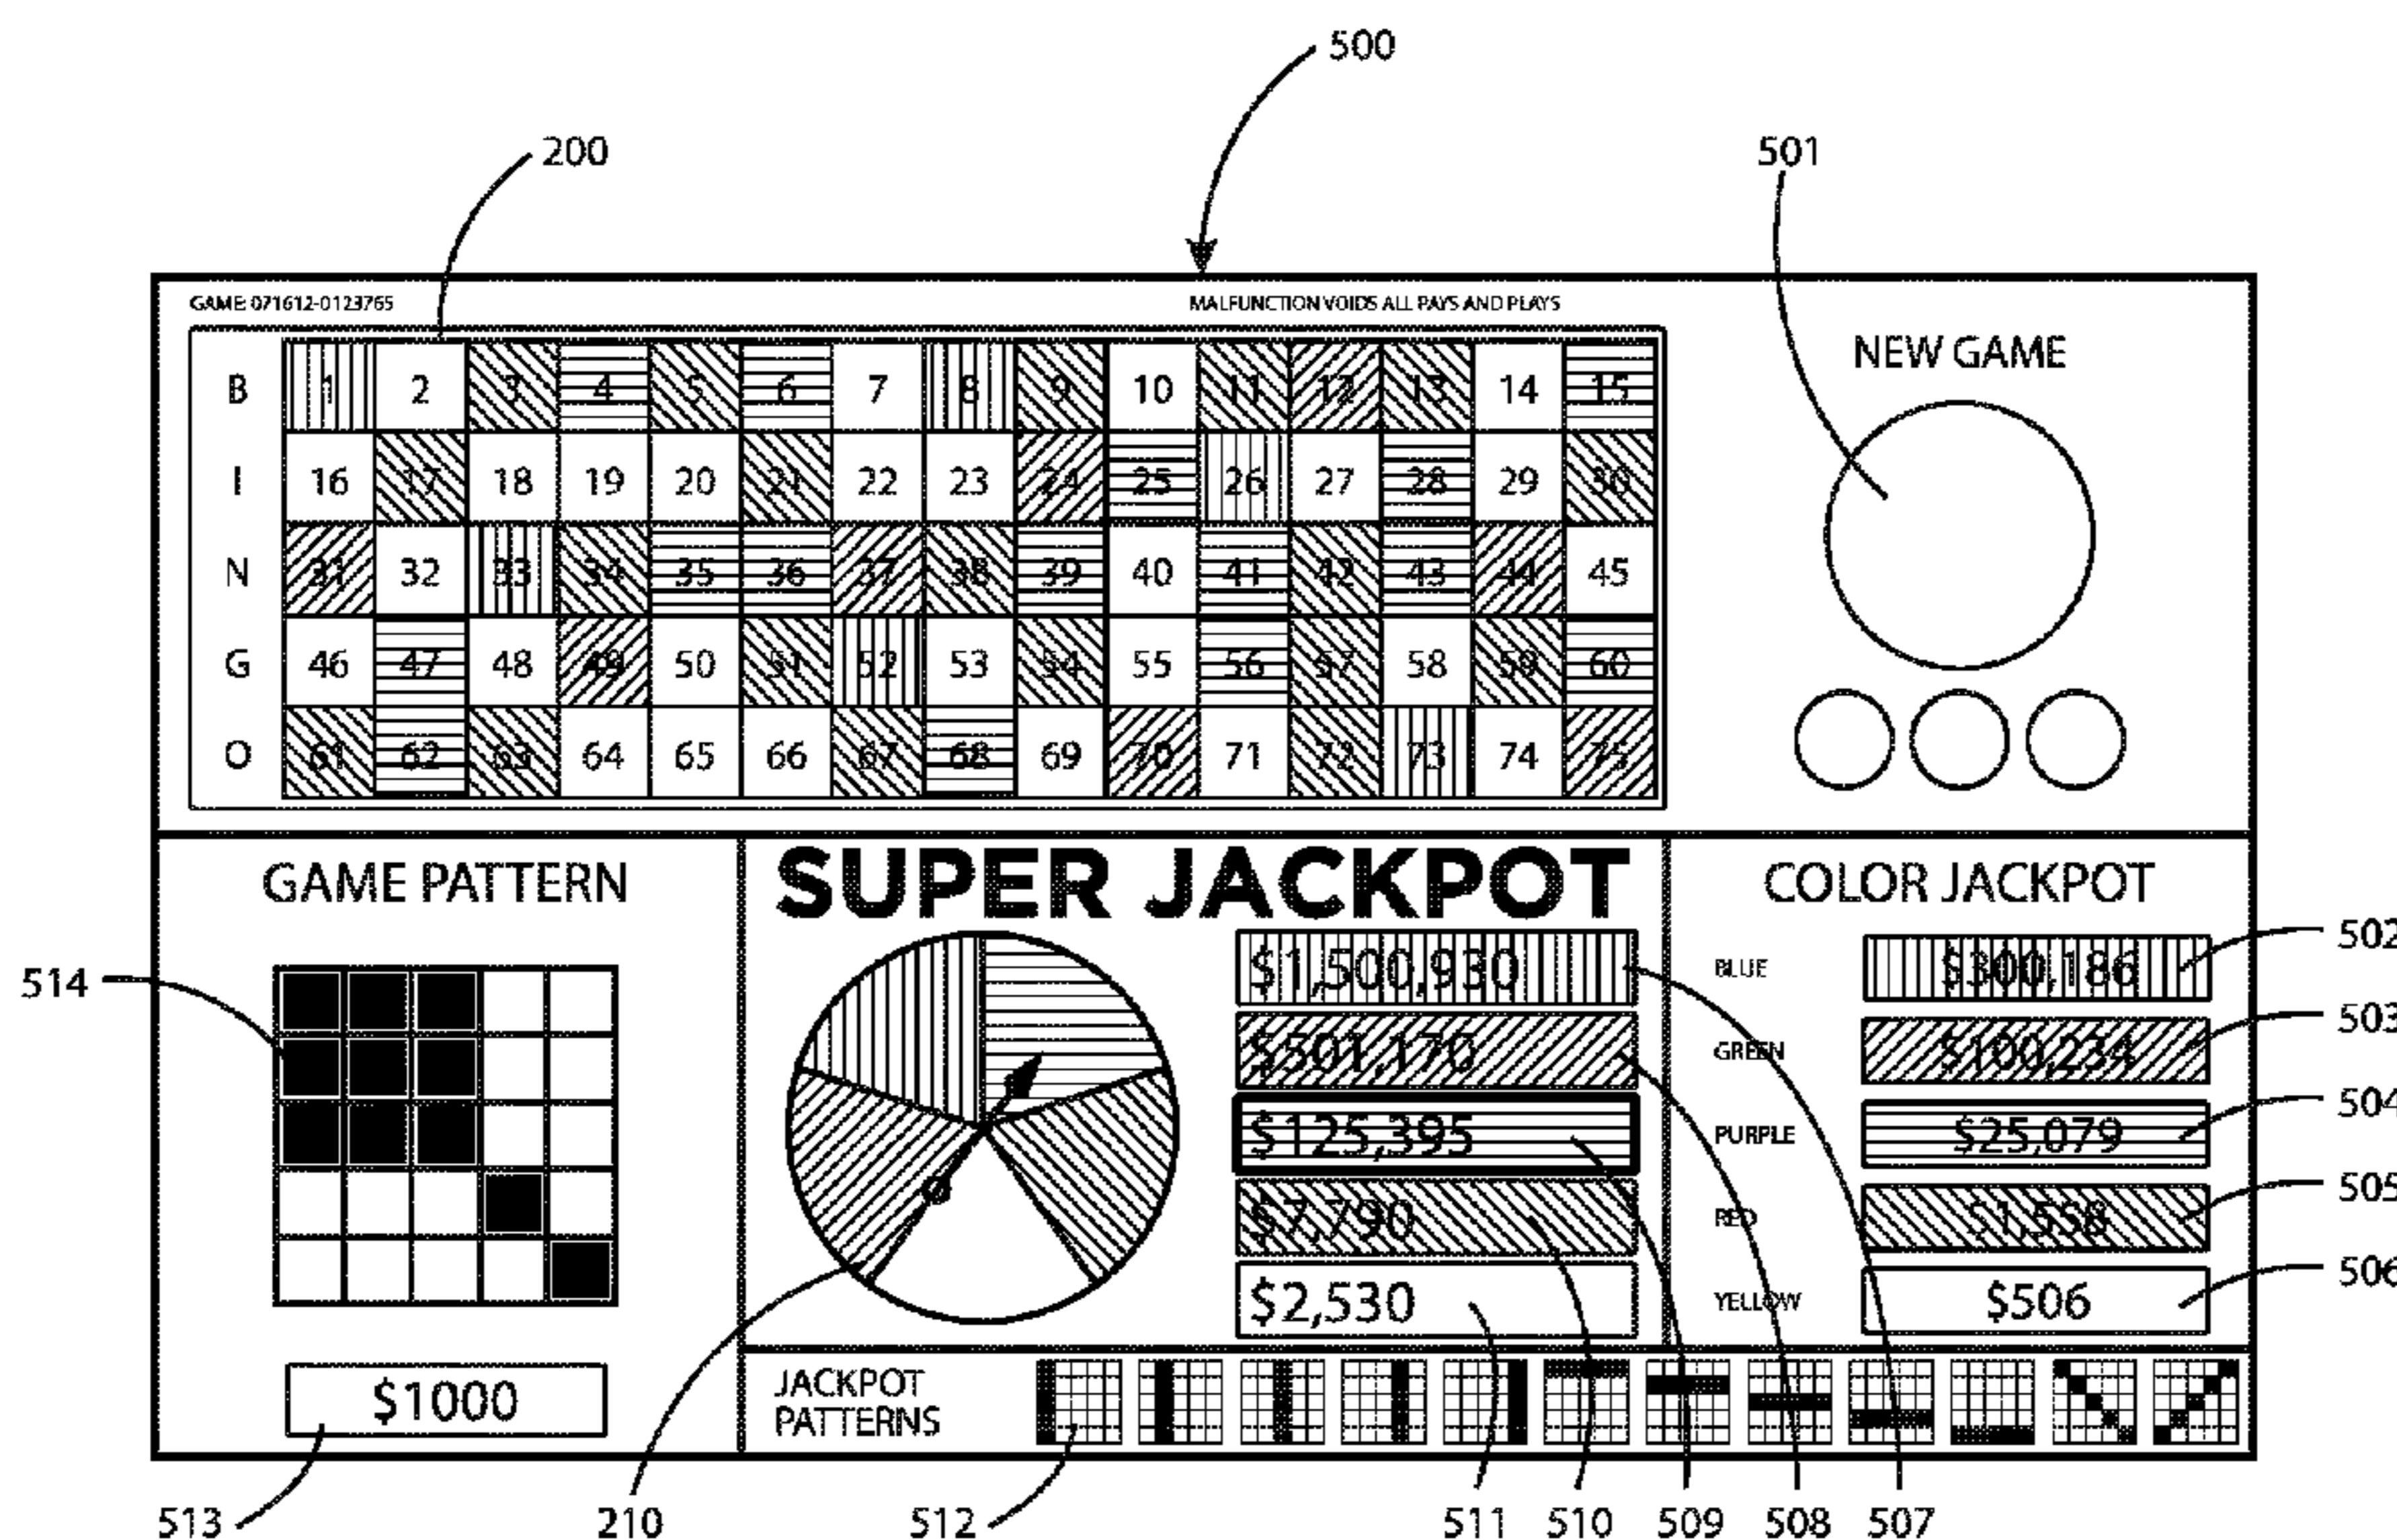 500
200
501
GAME: 071612-0123765 MALFUNCTION VOIDS ALL PAYS AND PLAYS
NEW GAME
B 1 2 3 4 5 6 7 8 9 10 11 12 13 14 15
I 16 17 18 19 20 21 22 23 24 25 26 27 28 29 30
N 31 32 33 34 35 36 37 38 39 40 41 42 43 44 45
G 46 47 48 49 50 51 52 53 54 55 56 57 58 59 60
O 61 62 63 64 65 66 67 68 69 70 71 72 73 74 75
GAME PATTERN
SUPER JACKPOT
COLOR JACKPOT
514
$1,500,930 BLUE $300,186 502
$501,170 GREEN $100,234 503
$125,395 PURPLE $25,079 504
$7,790 RED $1,558 505
$2,530 YELLOW $506 506
$1000
JACKPOT
PATTERNS
513 210 512 511 510 509 508 507